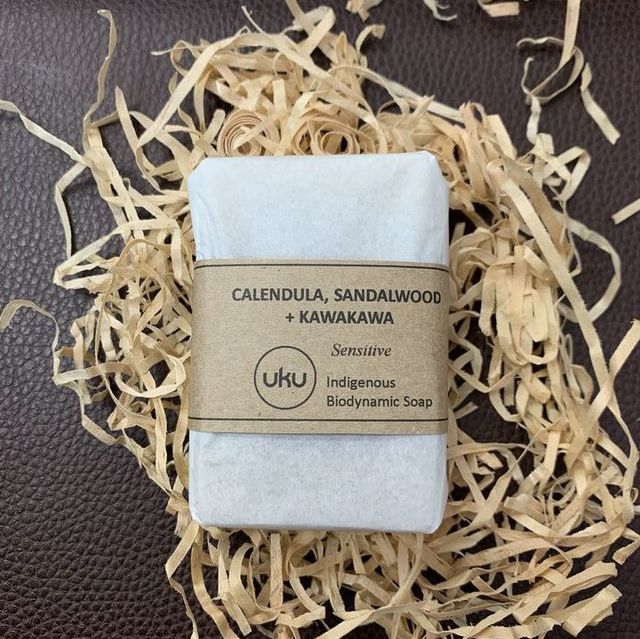 CALENDULA, SANDALWOOD
+ KAWAKAWA
Sensitive
uku
Indigenous
Biodynamic Soap